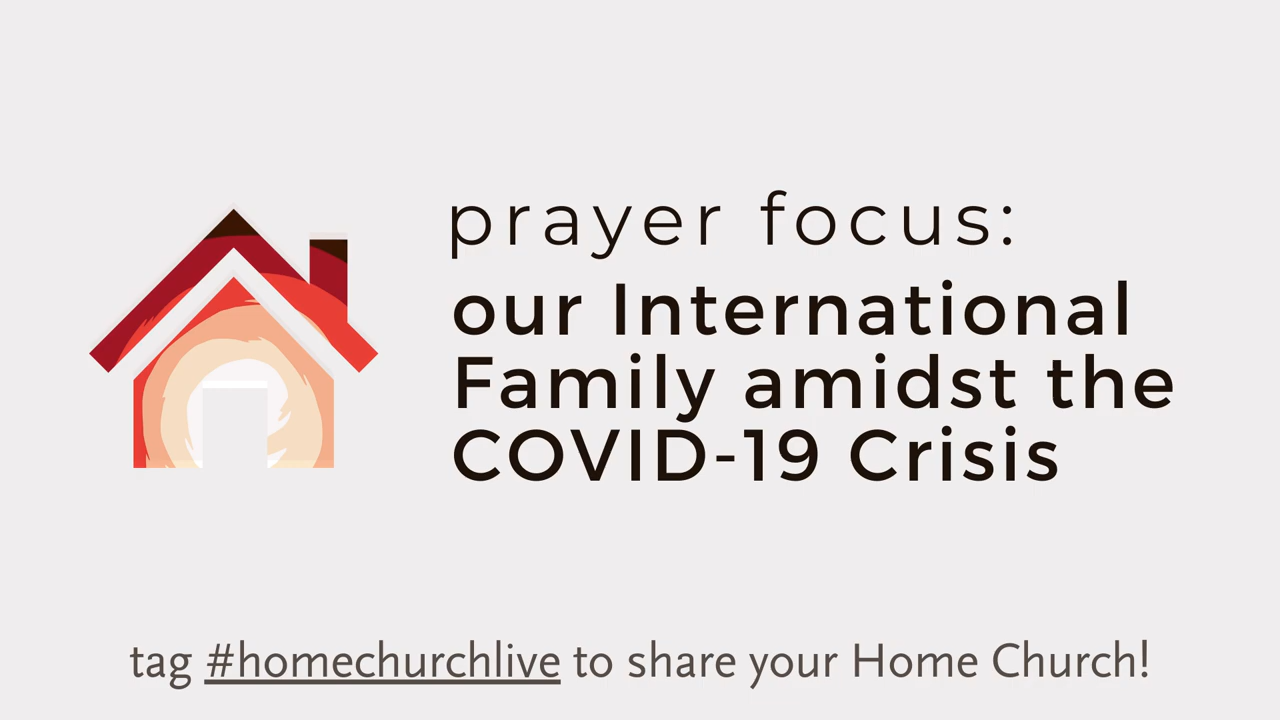 prayer focus:
our International
Family amidst the
COVID-19 Crisis
tag #homechurchlive to share your Home Church!